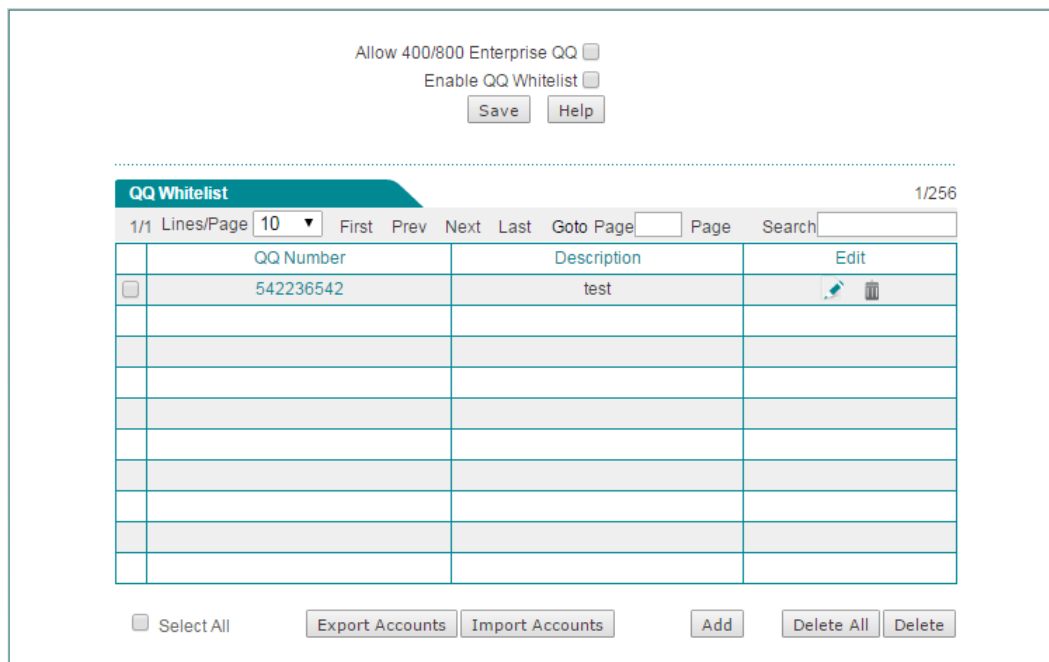 Allow 400/800 Enterprise QQ
Enable QQ Whitelist
Save Help
QQ Whitelist 1/256
1/1 Lines/Page 10 First Prev Next Last Goto Page Page Search
QQ Number Description Edit
542236542 test
Select All Export Accounts Import Accounts Add Delete All Delete